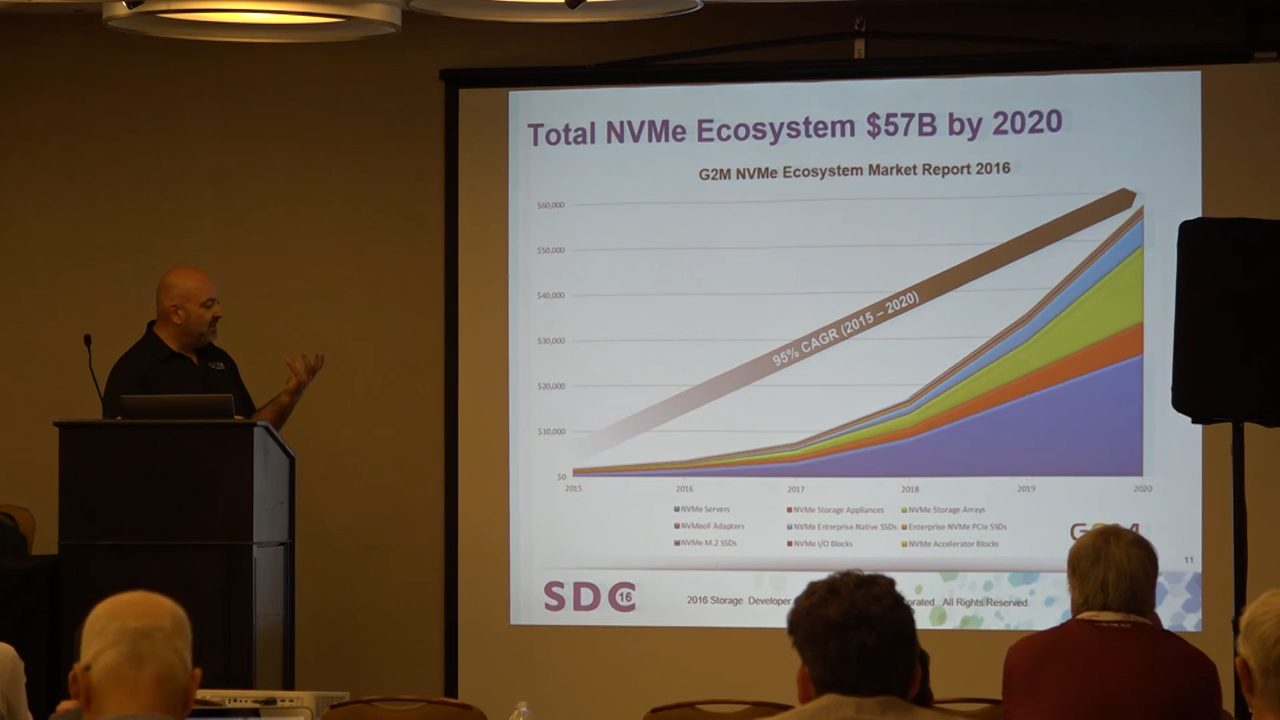 Total NVMe Ecosystem $57B by 2020
G2M NVMe Ecosystem Market Report 2016
$60,000
$50,000
$40,000
$30,000
$20,000
$10,000
$0
95% CAGR (2015 – 2020)
2015 2016 2017 2018 2019 2020
NVMe Servers NVMe Storage Appliances NVMe Storage Arrays
NVMeoF Adapters NVMe Enterprise Native SSDs Enterprise NVMe PCIe SSDs
NVMe M.2 SSDs NVMe I/O Blocks NVMe Accelerator Blocks
11
SDC 16
2016 Storage Developer All Rights Reserved.